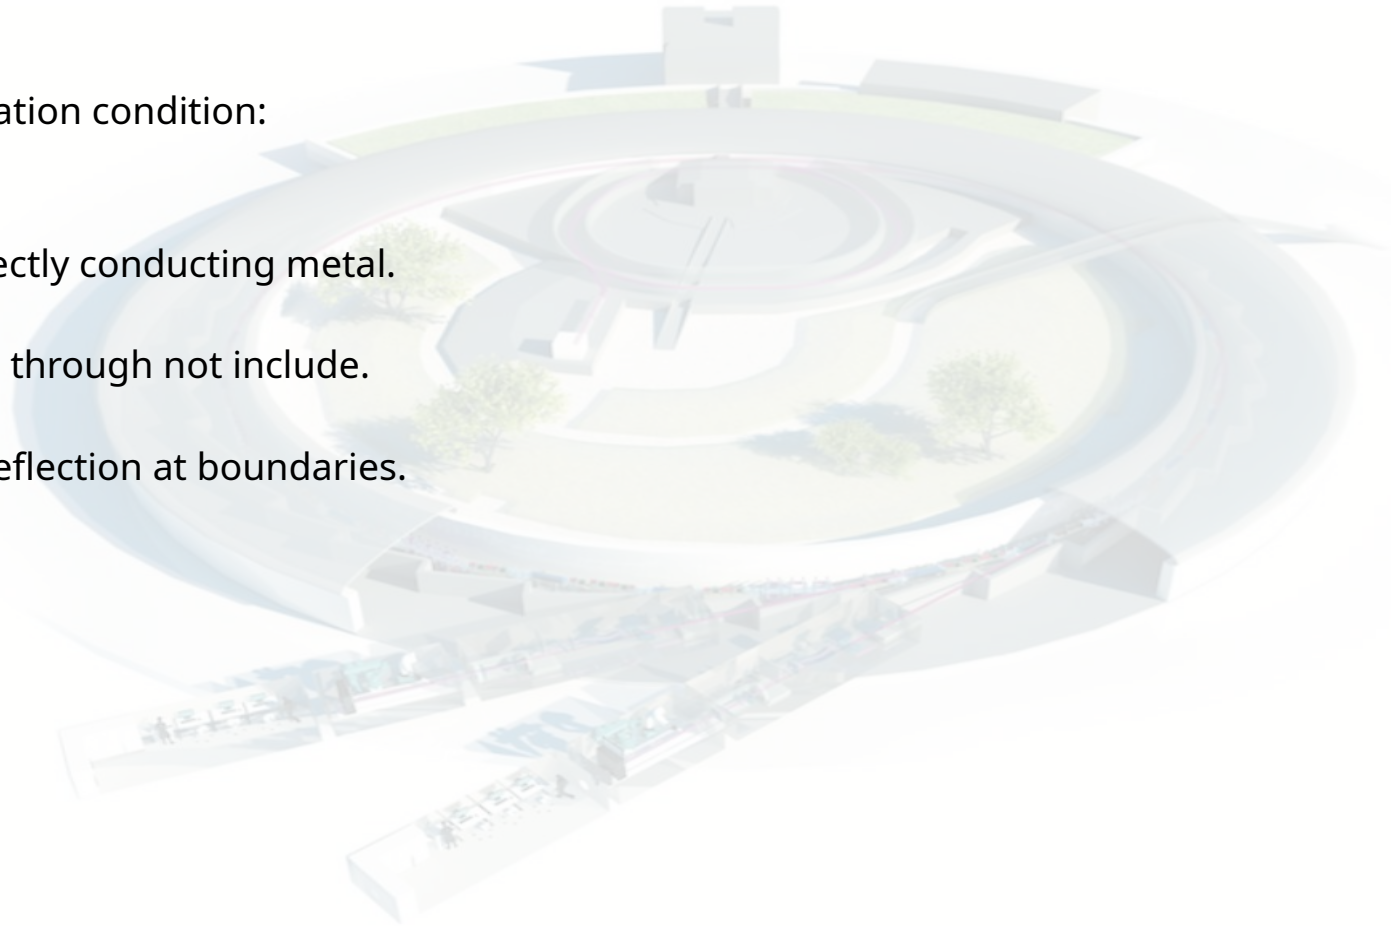 ation condition:
ectly conducting metal.
through not include.
eflection at boundaries.